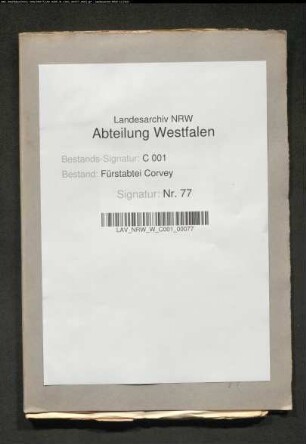 Landesarchiv NRW
Abteilung Westfalen
Bestands-Signatur: C 001
Bestand: Fürstabtei Corvey
Signatur: Nr. 77
LAV_NRW_W_C001_00077